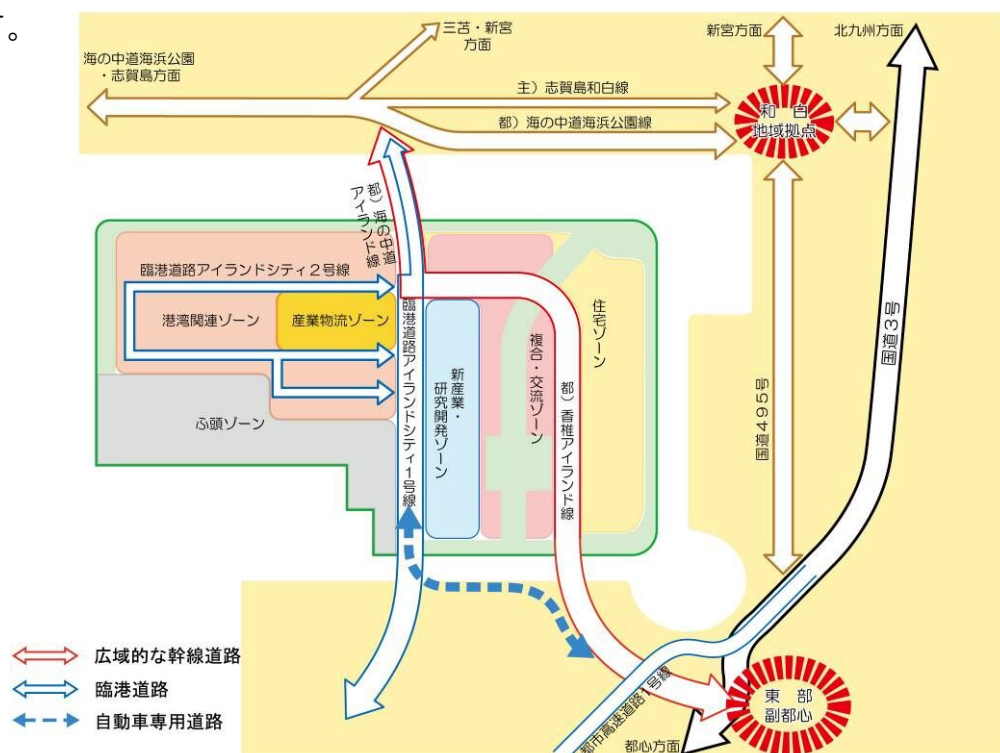 。
三苫・新宮
方面
新宮方面
北九州方面
海の中道海浜公園
・志賀島方面
主）志賀島和白線
都）海の中道海浜公園線
和　白
地域拠点
都）海の中道
アイランド線
臨港道路アイランドシティ２号線
港湾関連ゾーン
産業物流ゾーン
臨港道路アイランドシティ１号線
新産業・
研究開発ゾーン
複合・交流ゾーン
住宅ゾーン
都）香椎アイランド線
ふ頭ゾーン
国道４９５号
国道３号
広域的な幹線道路
臨港道路
自動車専用道路
都市高速道路1号線
都心方面
東　部
副都心